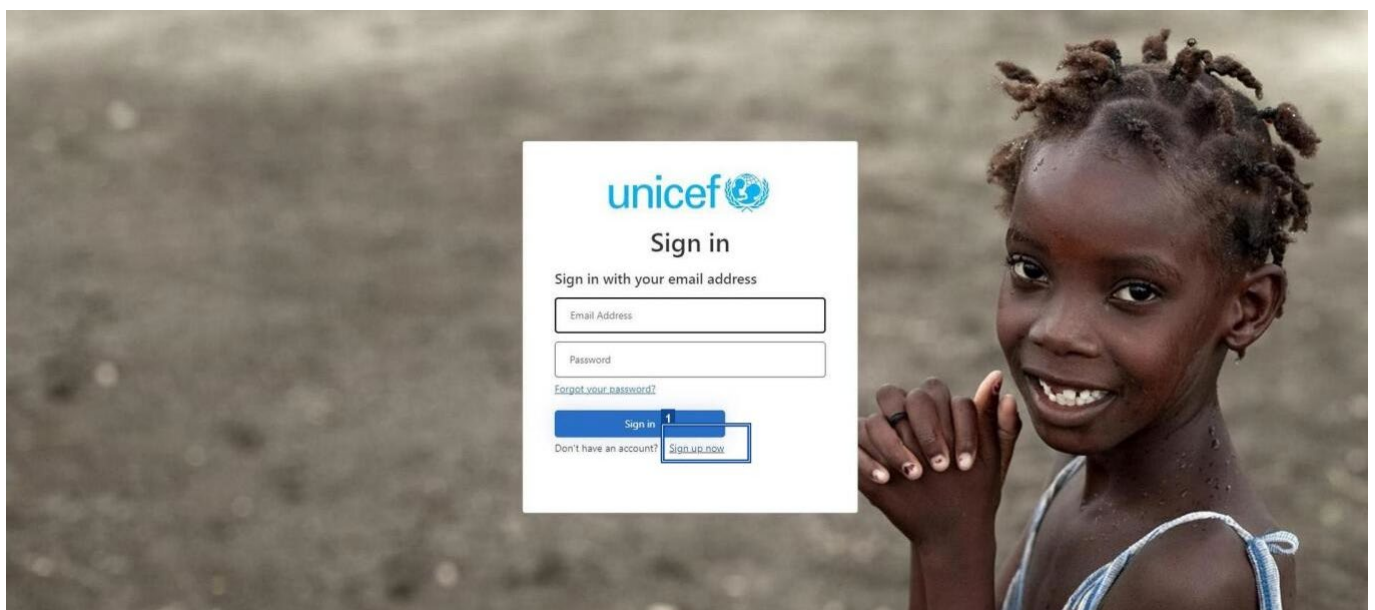 unicef
Sign in
Sign in with your email address
Email Address
Password
Forgot your password?
Sign in
1
Don't have an account? Sign up now